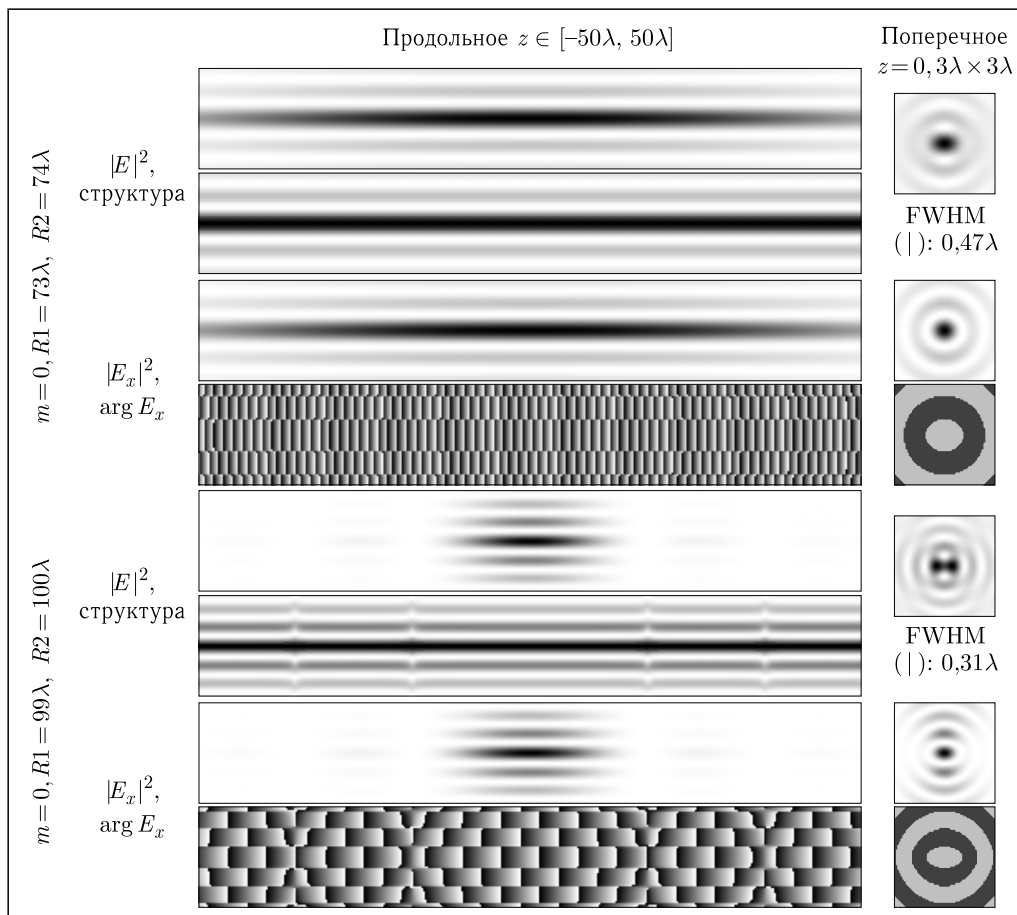 Продольное z ∈ [–50λ, 50λ]
Поперечное
z=0, 3λ×3λ
m=0, R1=73λ, R2=74λ
|E|²,
структура
FWHM
(|): 0,47λ
|Eₓ|²,
arg Eₓ
m=0, R1=99λ, R2=100λ
|E|²,
структура
FWHM
(|): 0,31λ
|Eₓ|²,
arg Eₓ